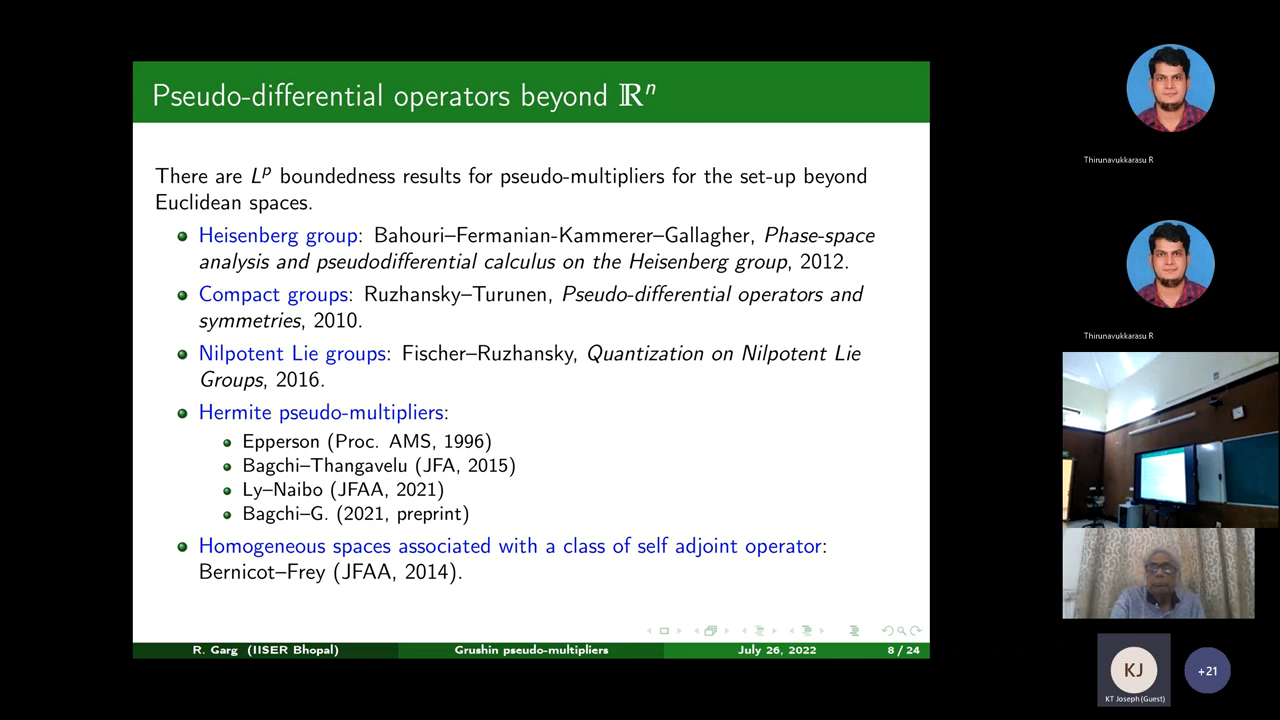 Pseudo-differential operators beyond ℝⁿ
There are Lᵖ boundedness results for pseudo-multipliers for the set-up beyond
Euclidean spaces.
Heisenberg group: Bahouri–Fermanian-Kammerer–Gallagher, Phase-space
analysis and pseudodifferential calculus on the Heisenberg group, 2012.
Compact groups: Ruzhansky–Turunen, Pseudo-differential operators and
symmetries, 2010.
Nilpotent Lie groups: Fischer–Ruzhansky, Quantization on Nilpotent Lie
Groups, 2016.
Hermite pseudo-multipliers:
Epperson (Proc. AMS, 1996)
Bagchi–Thangavelu (JFA, 2015)
Ly–Naibo (JFAA, 2021)
Bagchi–G. (2021, preprint)
Homogeneous spaces associated with a class of self adjoint operator:
Bernicot–Frey (JFAA, 2014).
R. Garg (IISER Bhopal) Grushin pseudo-multipliers July 26, 2022 8 / 24
Thirunavukkarasu R
Thirunavukkarasu R
KJ
KT Joseph (Guest)
+21